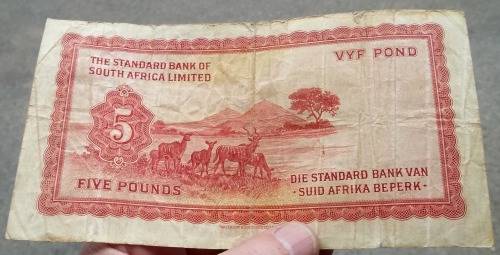 THE STANDARD BANK OF
SOUTH AFRICA LIMITED
VYF POND
5
FIVE POUNDS
DIE STANDARD BANK VAN
· SUID AFRIKA BEPERK ·